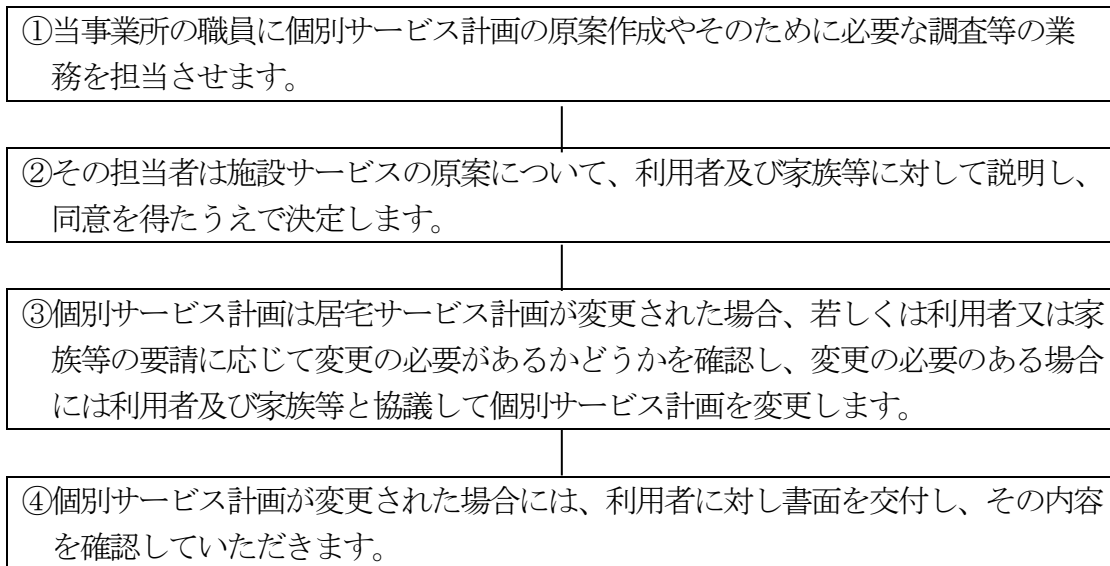 ①当事業所の職員に個別サービス計画の原案作成やそのために必要な調査等の業
務を担当させます。
②その担当者は施設サービスの原案について、利用者及び家族等に対して説明し、
同意を得たうえで決定します。
③個別サービス計画は居宅サービス計画が変更された場合、若しくは利用者又は家
族等の要請に応じて変更の必要があるかどうかを確認し、変更の必要のある場合
には利用者及び家族等と協議して個別サービス計画を変更します。
④個別サービス計画が変更された場合には、利用者に対し書面を交付し、その内容
を確認していただきます。